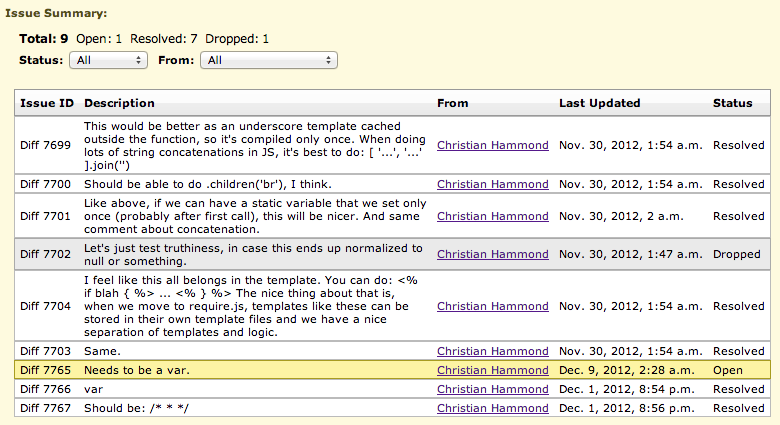 Issue Summary:
Total: 9 Open: 1 Resolved: 7 Dropped: 1
Status: All From: All
Issue ID Description From Last Updated Status
This would be better as an underscore template cached
outside the function, so it's compiled only once. When doing
Diff 7699 lots of string concatenations in JS, it's best to do: [ '...', '...' Christian Hammond Nov. 30, 2012, 1:54 a.m. Resolved
].join('')
Diff 7700 Should be able to do .children('br'), I think. Christian Hammond Nov. 30, 2012, 1:54 a.m. Resolved
Like above, if we can have a static variable that we set only
Diff 7701 once (probably after first call), this will be nicer. And same Christian Hammond Nov. 30, 2012, 2 a.m. Resolved
comment about concatenation.
Let's just test truthiness, in case this ends up normalized to
Diff 7702 null or something. Christian Hammond Nov. 30, 2012, 1:47 a.m. Dropped
I feel like this all belongs in the template. You can do: <%
if blah { %> ... <% } %> The nice thing about that is,
Diff 7704 when we move to require.js, templates like these can be Christian Hammond Nov. 30, 2012, 1:54 a.m. Resolved
stored in their own template files and we have a nice
separation of templates and logic.
Diff 7703 Same. Christian Hammond Nov. 30, 2012, 1:54 a.m. Resolved
Diff 7765 Needs to be a var. Christian Hammond Dec. 9, 2012, 2:28 a.m. Open
Diff 7766 var Christian Hammond Dec. 1, 2012, 8:54 p.m. Resolved
Diff 7767 Should be: /* * */ Christian Hammond Dec. 1, 2012, 8:56 p.m. Resolved